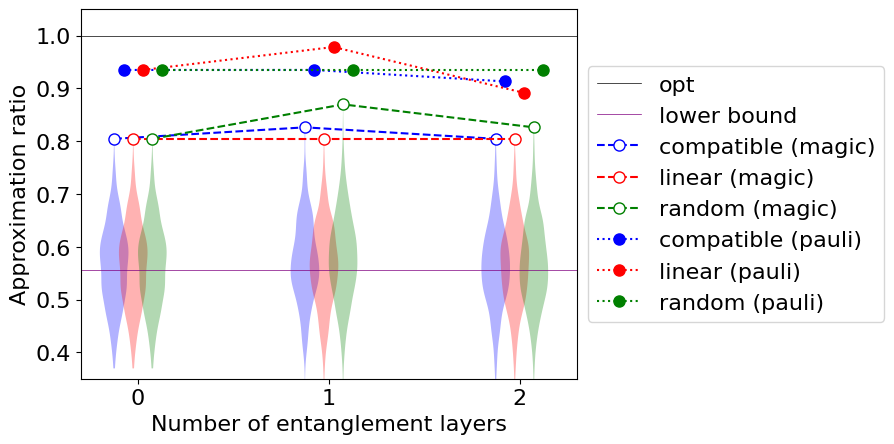 1.0
0.9
0.8
0.7
0.6
0.5
0.4
Approximation ratio
0 1 2
Number of entanglement layers
opt
lower bound
compatible (magic)
linear (magic)
random (magic)
compatible (pauli)
linear (pauli)
random (pauli)